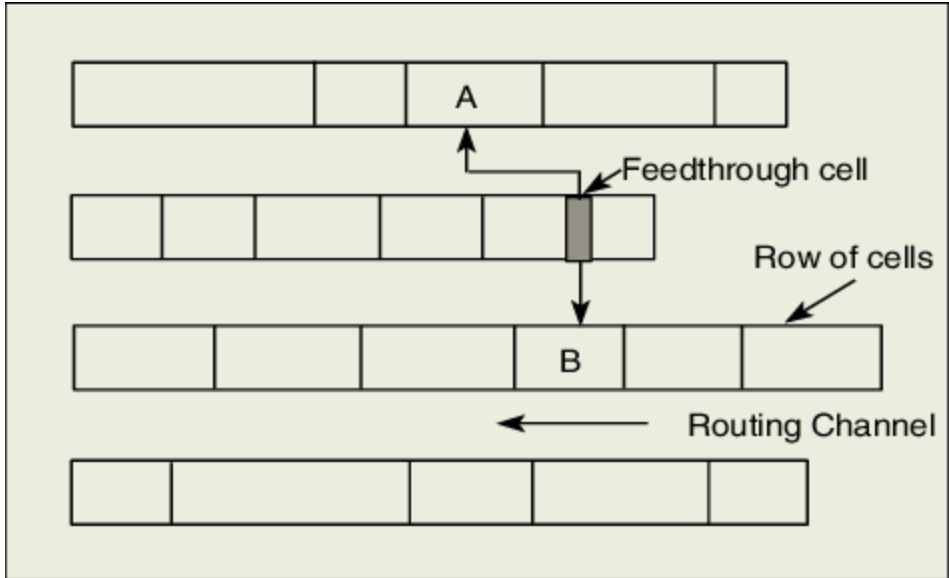 A
Feedthrough cell
Row of cells
B
Routing Channel